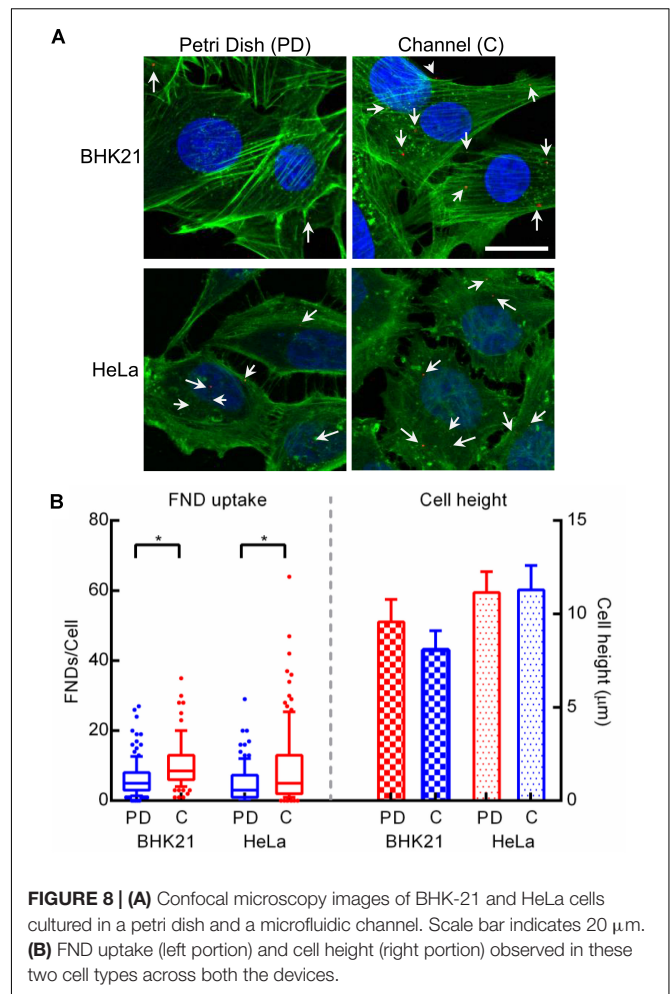 A
Petri Dish (PD) Channel (C)
BHK21
HeLa
B
FND uptake Cell height
80 15
* *
60
10
FNDs/Cell
40
Cell height (μm)
5
20
0 0
PD C PD C PD C PD C
BHK21 HeLa BHK21 HeLa
FIGURE 8 | (A) Confocal microscopy images of BHK-21 and HeLa cells
cultured in a petri dish and a microfluidic channel. Scale bar indicates 20 μm.
(B) FND uptake (left portion) and cell height (right portion) observed in these
two cell types across both the devices.